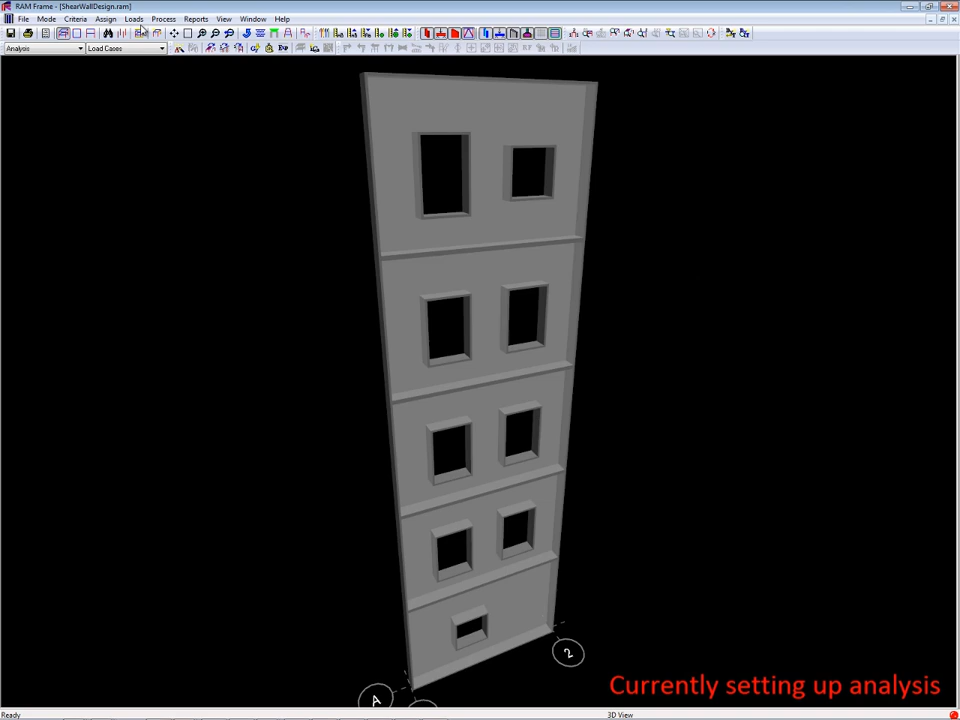 RAM Frame - [ShearWallDesign.ram]
File Mode Criteria Assign Loads Process Reports View Window Help
Analysis Load Cases
2
A
Currently setting up analysis
Ready 3D View